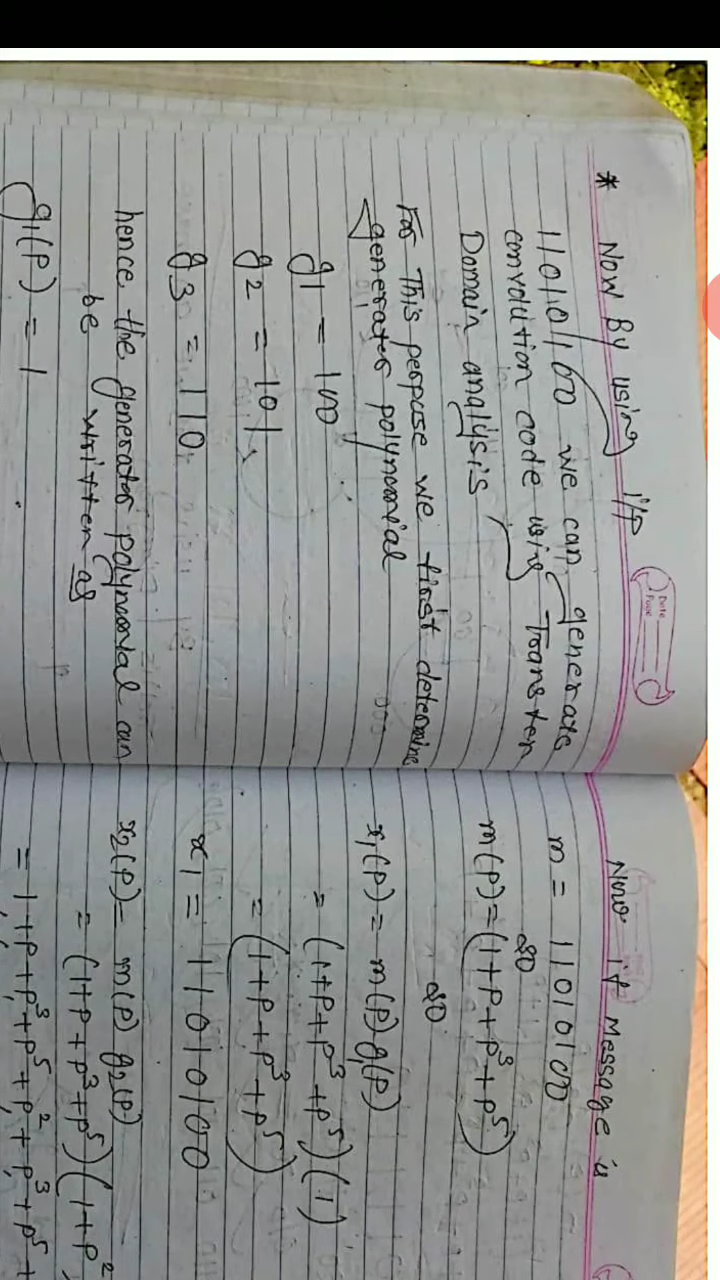 Date
Page
* Now By using i/p
11010100 we can generate
convolution code using Transfer
Domain analysis
For This perpuse we first determine
generator polynomial
g1 = 100
g2 = 101
g3 = 110
hence the generator polynomial can
be written as
g1(P) = 1
Now if Message is
m = 11010100
so
m(P) = (1+P+P³+P⁵)
so
x1(P) = m(P) g1(P)
= (1+P+P³+P⁵)(1)
= (1+P+P³+P⁵)
x1 = 11010100
x2(P) = m(P) g2(P)
= (1+P+P³+P⁵)(1+P²
= 1+P+P³+P⁵+P²+P³+P⁵+